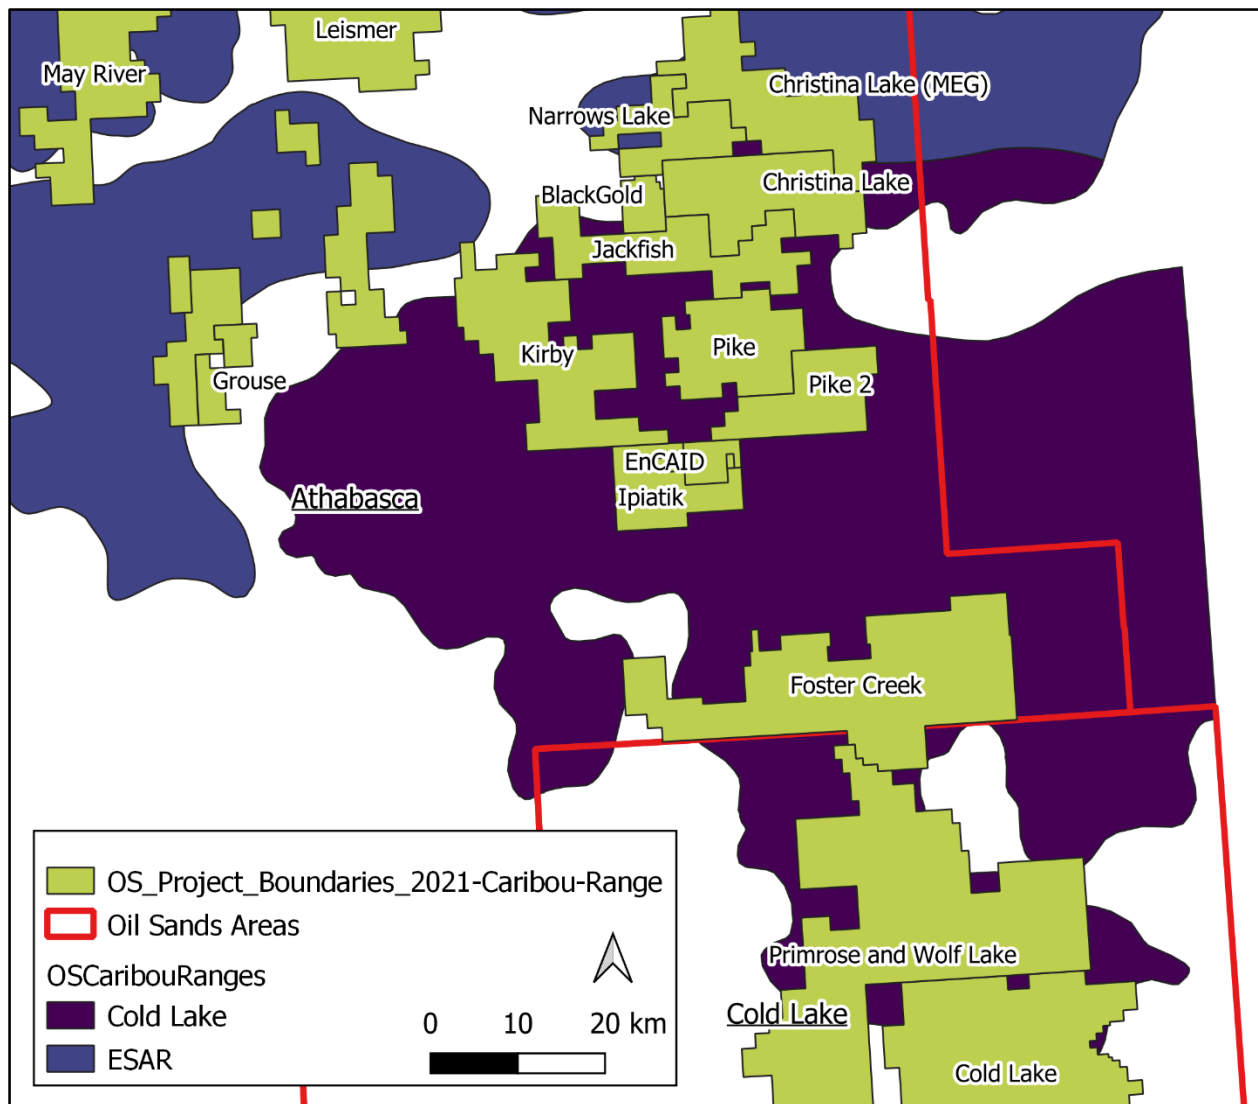 Leismer
May River
Christina Lake (MEG)
Narrows Lake
Christina Lake
BlackGold
Jackfish
Kirby
Pike
Grouse
Pike 2
EnCAID
Ipiatik
Athabasca
Foster Creek
Primrose and Wolf Lake
Cold Lake
Cold Lake
OS_Project_Boundaries_2021-Caribou-Range
Oil Sands Areas
OSCaribouRanges
Cold Lake
ESAR
0 10 20 km